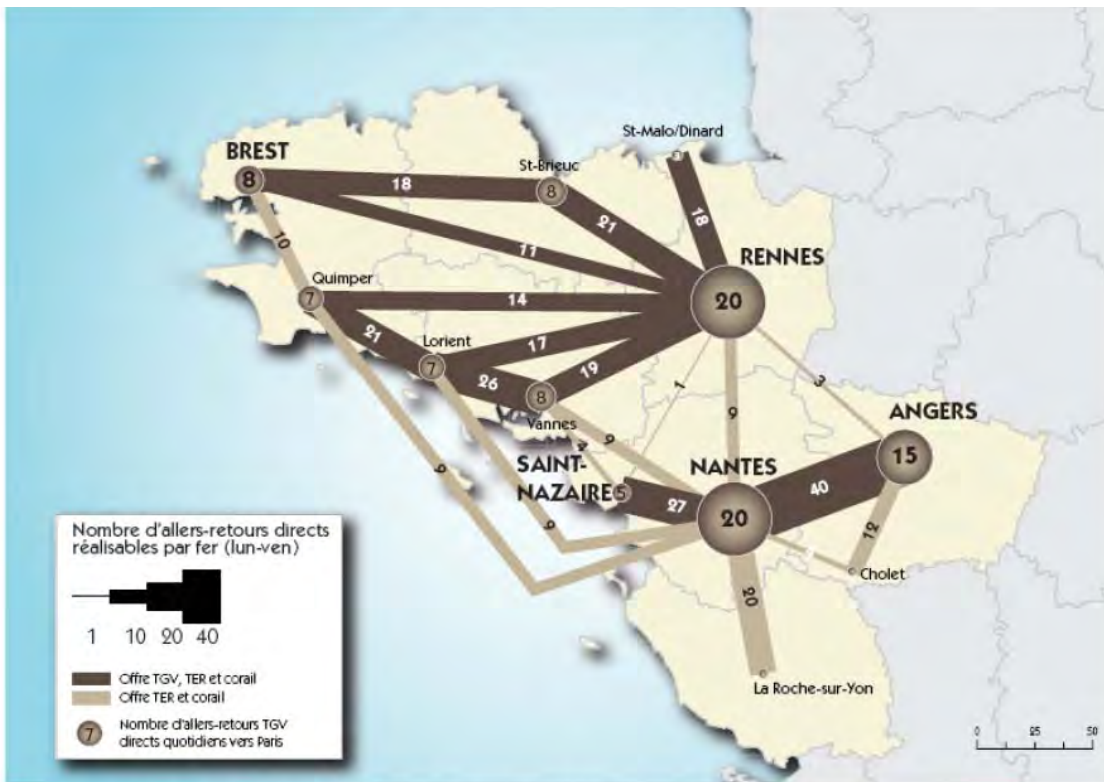 St-Malo/Dinard
3
BREST
8
St-Brieuc
8
18
18
21
11
10
RENNES
20
Quimper
7
14
21
Lorient
7
17
26
19
8
Vannes
1
3
9
9
4
ANGERS
15
SAINT-
NAZAIRE
5
27
NANTES
20
40
12
9
9
Cholet
20
La Roche-sur-Yon
Nombre d'allers-retours directs
réalisables par fer (lun-ven)
1 10 20 40
Offre TGV, TER et corail
Offre TER et corail
7
Nombre d'allers-retours TGV
directs quotidiens vers Paris
0 25 50